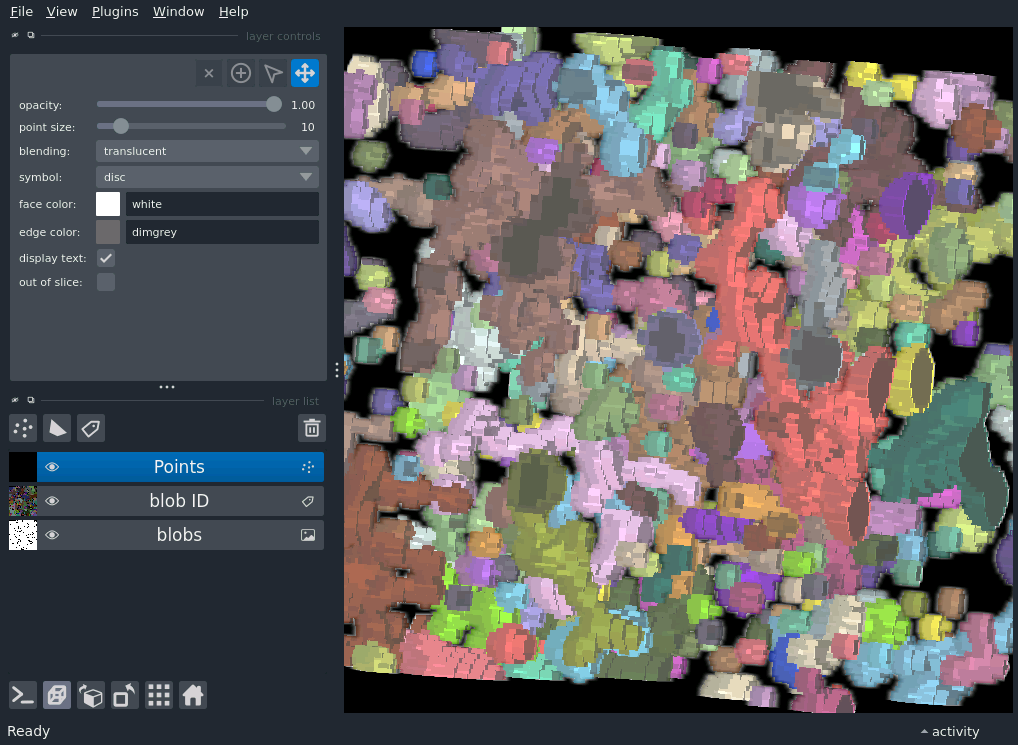 File View Plugins Window Help
layer controls
opacity: 1.00
point size: 10
blending: translucent
symbol: disc
face color: white
edge color: dimgrey
display text:
out of slice:
layer list
Points
blob ID
blobs
Ready
activity